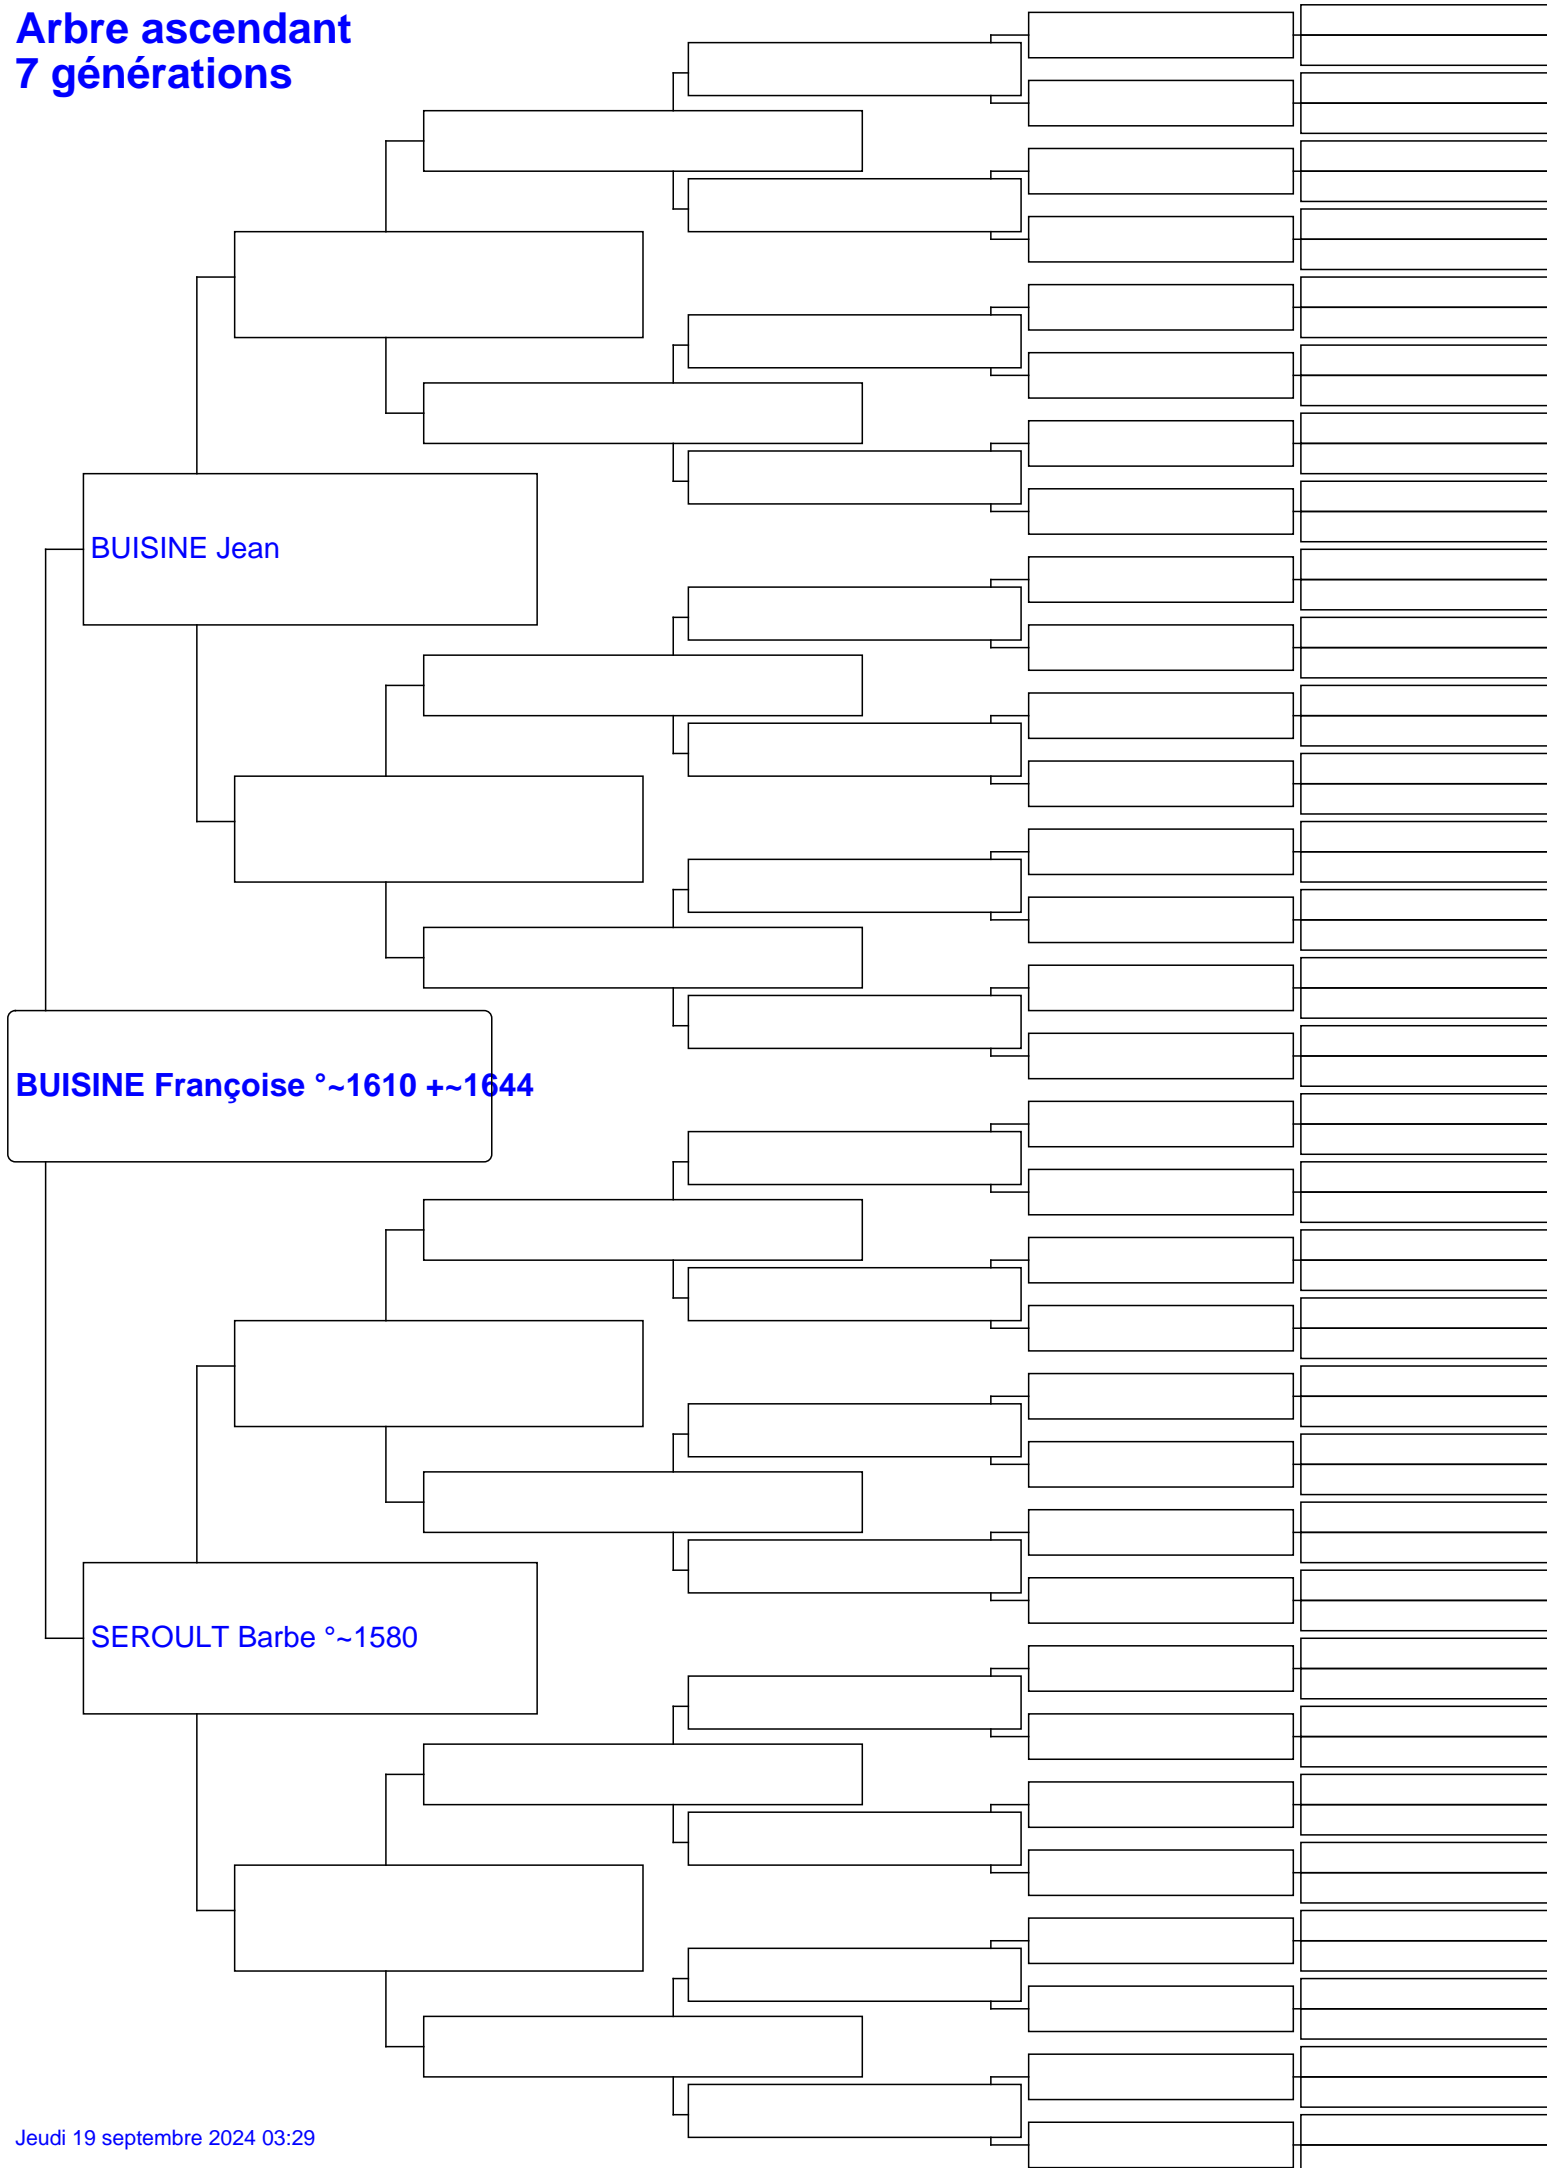 Arbre ascendant
7 générations
BUISINE Jean
BUISINE Françoise °~1610 +~1644
SEROULT Barbe °~1580
Jeudi 19 septembre 2024 03:29